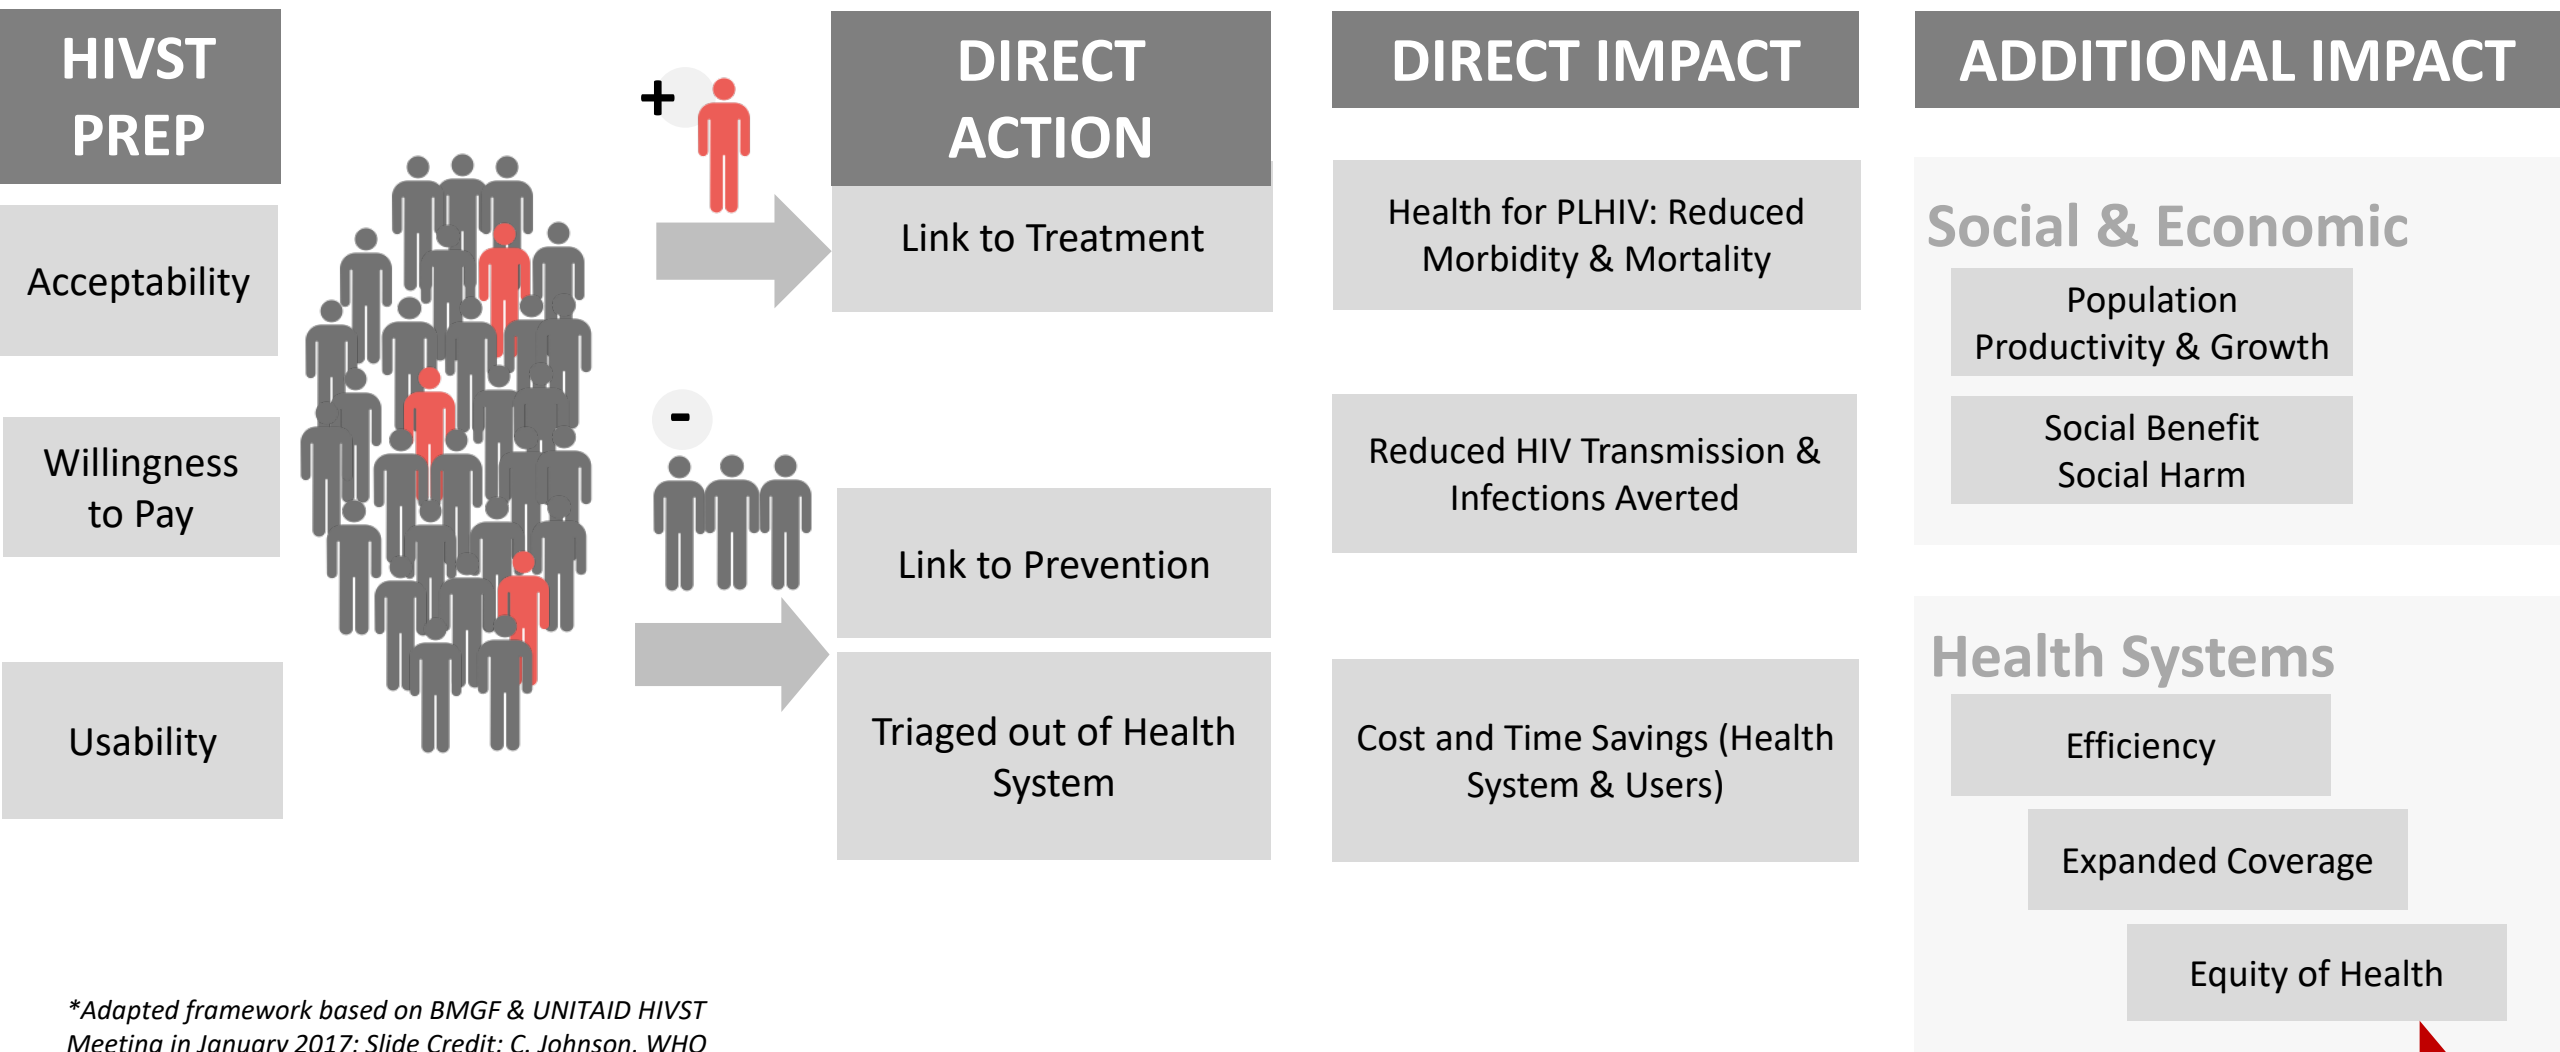 HIVST
PREP
Acceptability
Willingness
to Pay
Usability
+
-
DIRECT
ACTION
Link to Treatment
Link to Prevention
Triaged out of Health
System
DIRECT IMPACT
Health for PLHIV: Reduced
Morbidity & Mortality
Reduced HIV Transmission &
Infections Averted
Cost and Time Savings (Health
System & Users)
ADDITIONAL IMPACT
Social & Economic
Population
Productivity & Growth
Social Benefit
Social Harm
Health Systems
Efficiency
Expanded Coverage
Equity of Health
*Adapted framework based on BMGF & UNITAID HIVST
Meeting in January 2017; Slide Credit: C. Johnson, WHO